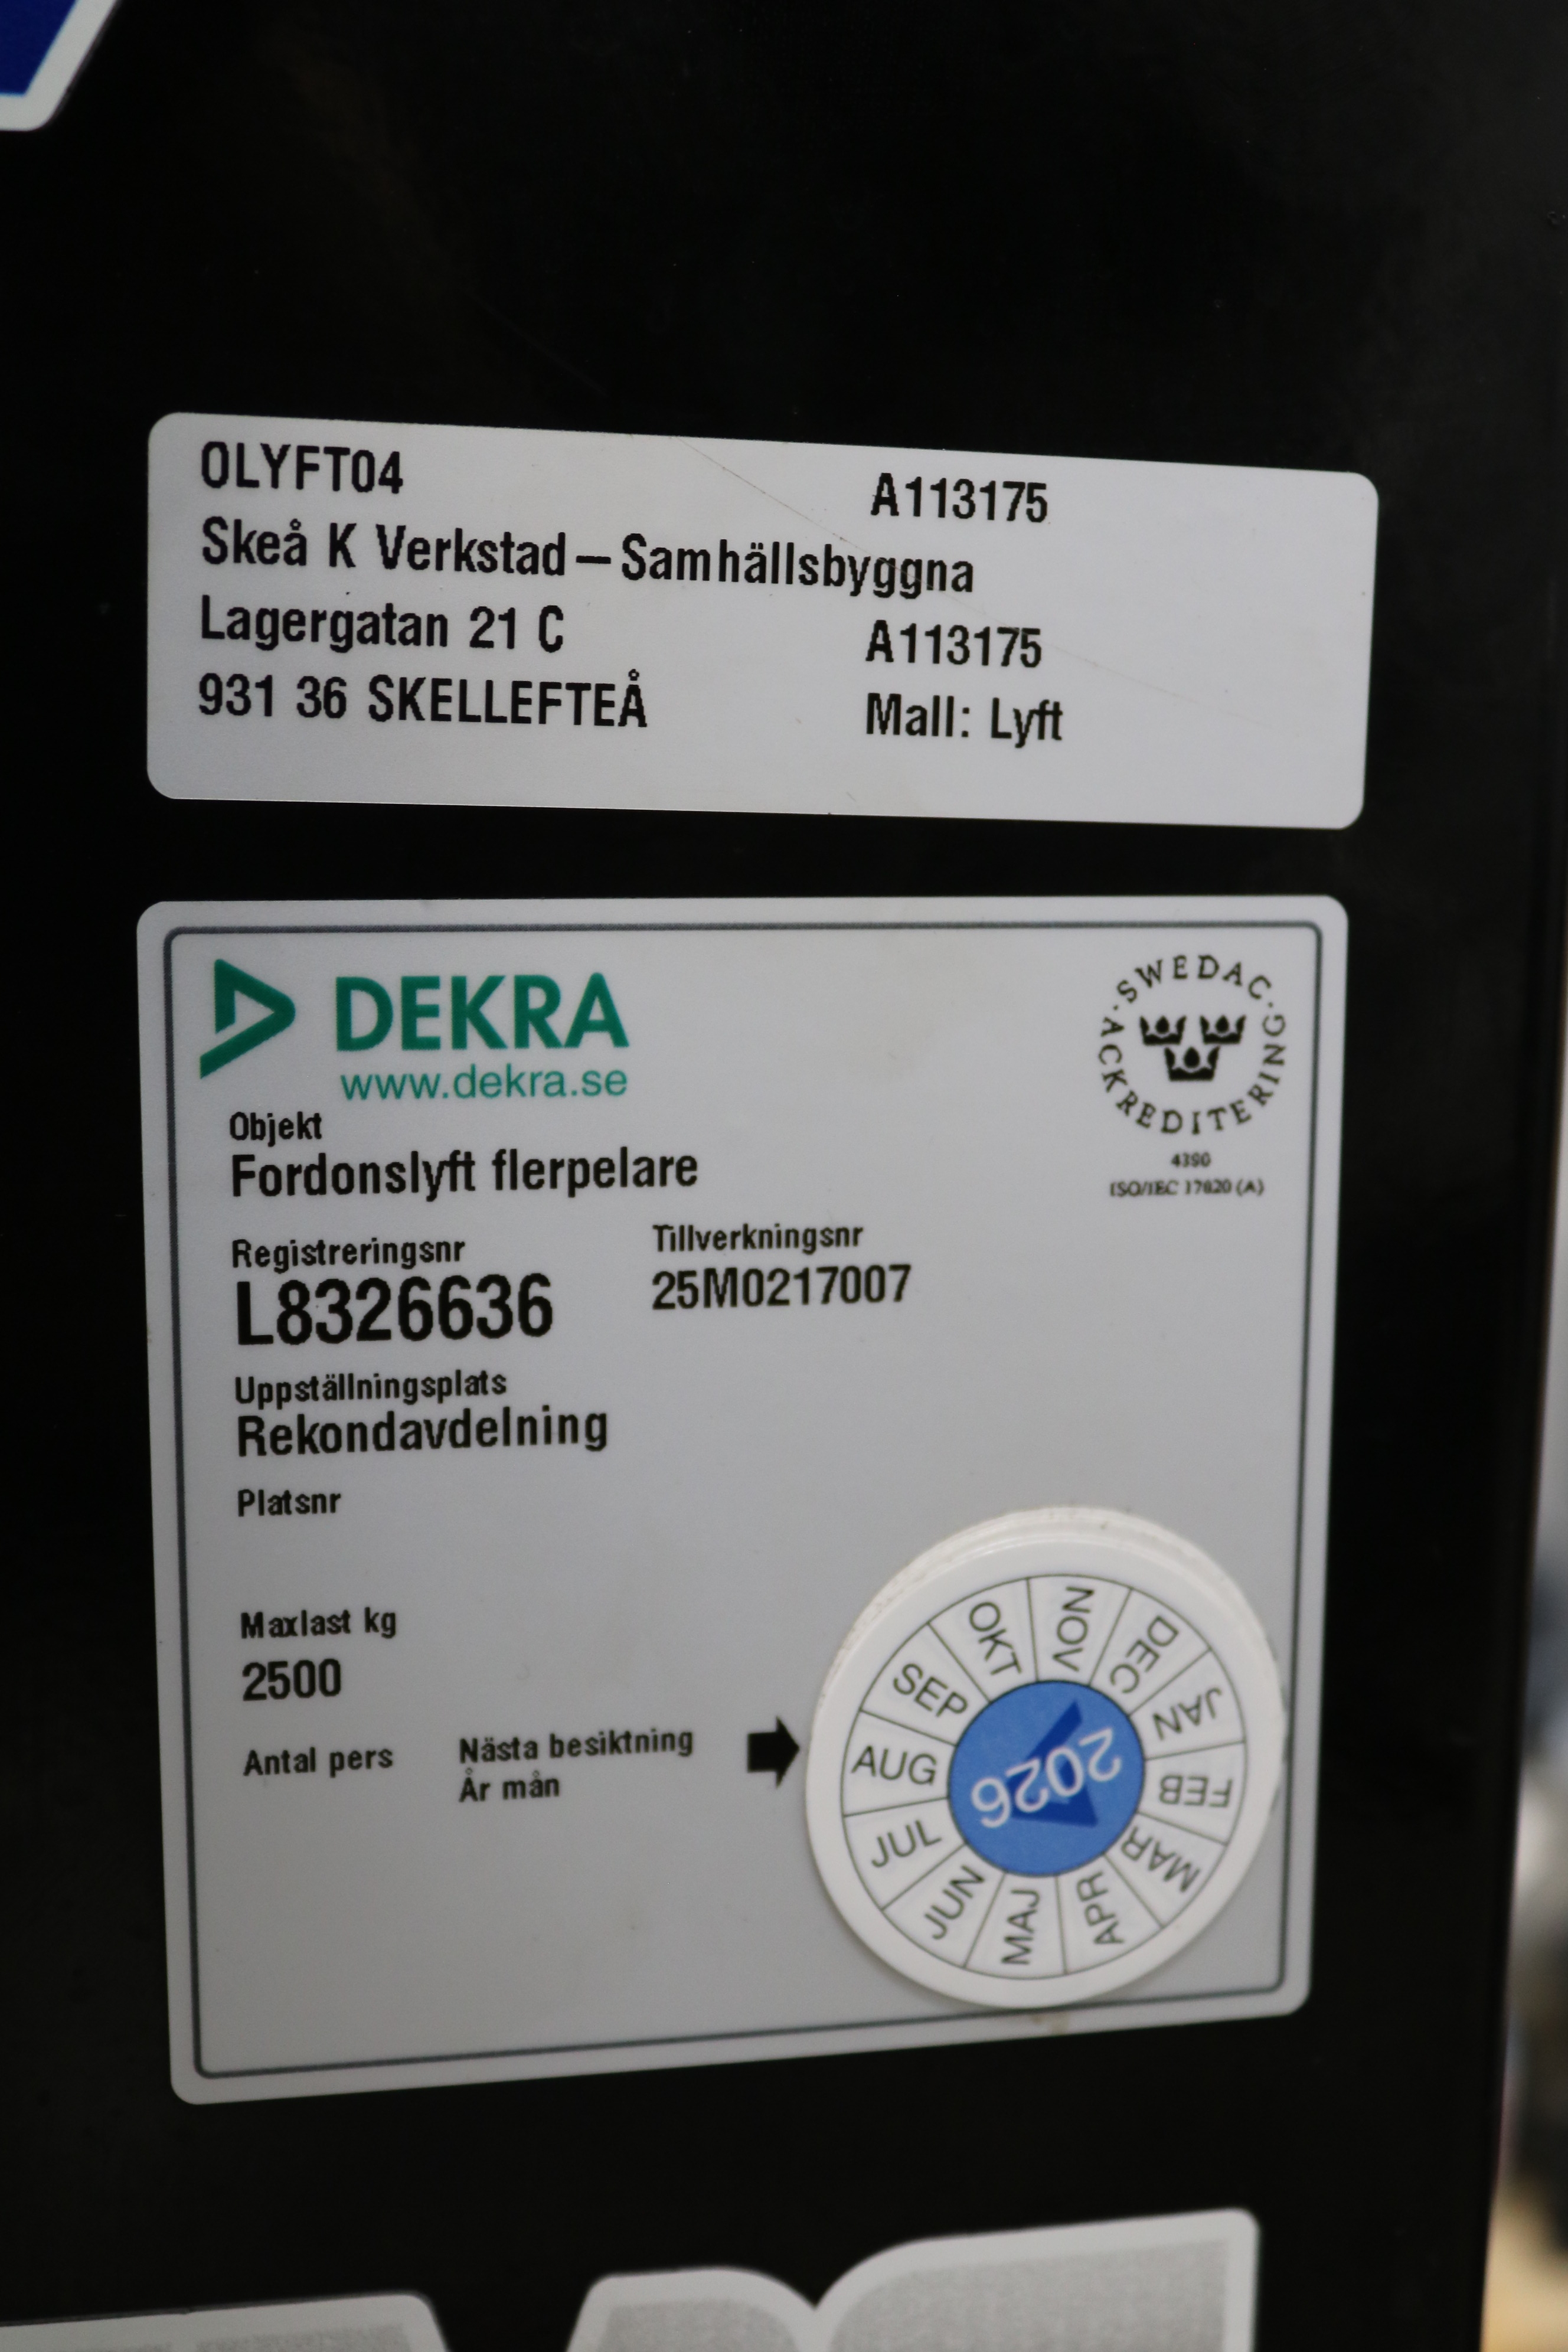 OLYFT04 A113175
Skeå K Verkstad – Samhällsbyggna
Lagergatan 21 C A113175
931 36 SKELLEFTEÅ Mall: Lyft
DEKRA
www.dekra.se
· SWEDAC · ACKREDITERING
4390
ISO/IEC 17020 (A)
Objekt
Fordonslyft flerpelare
Registreringsnr Tillverkningsnr
L8326636 25M0217007
Uppställningsplats
Rekondavdelning
Platsnr
Maxlast kg
2500
Antal pers Nästa besiktning
År mån
JAN
FEB
MAR
APR
MAJ
JUN
JUL
AUG
SEP
OKT
NOV
DEC
2026